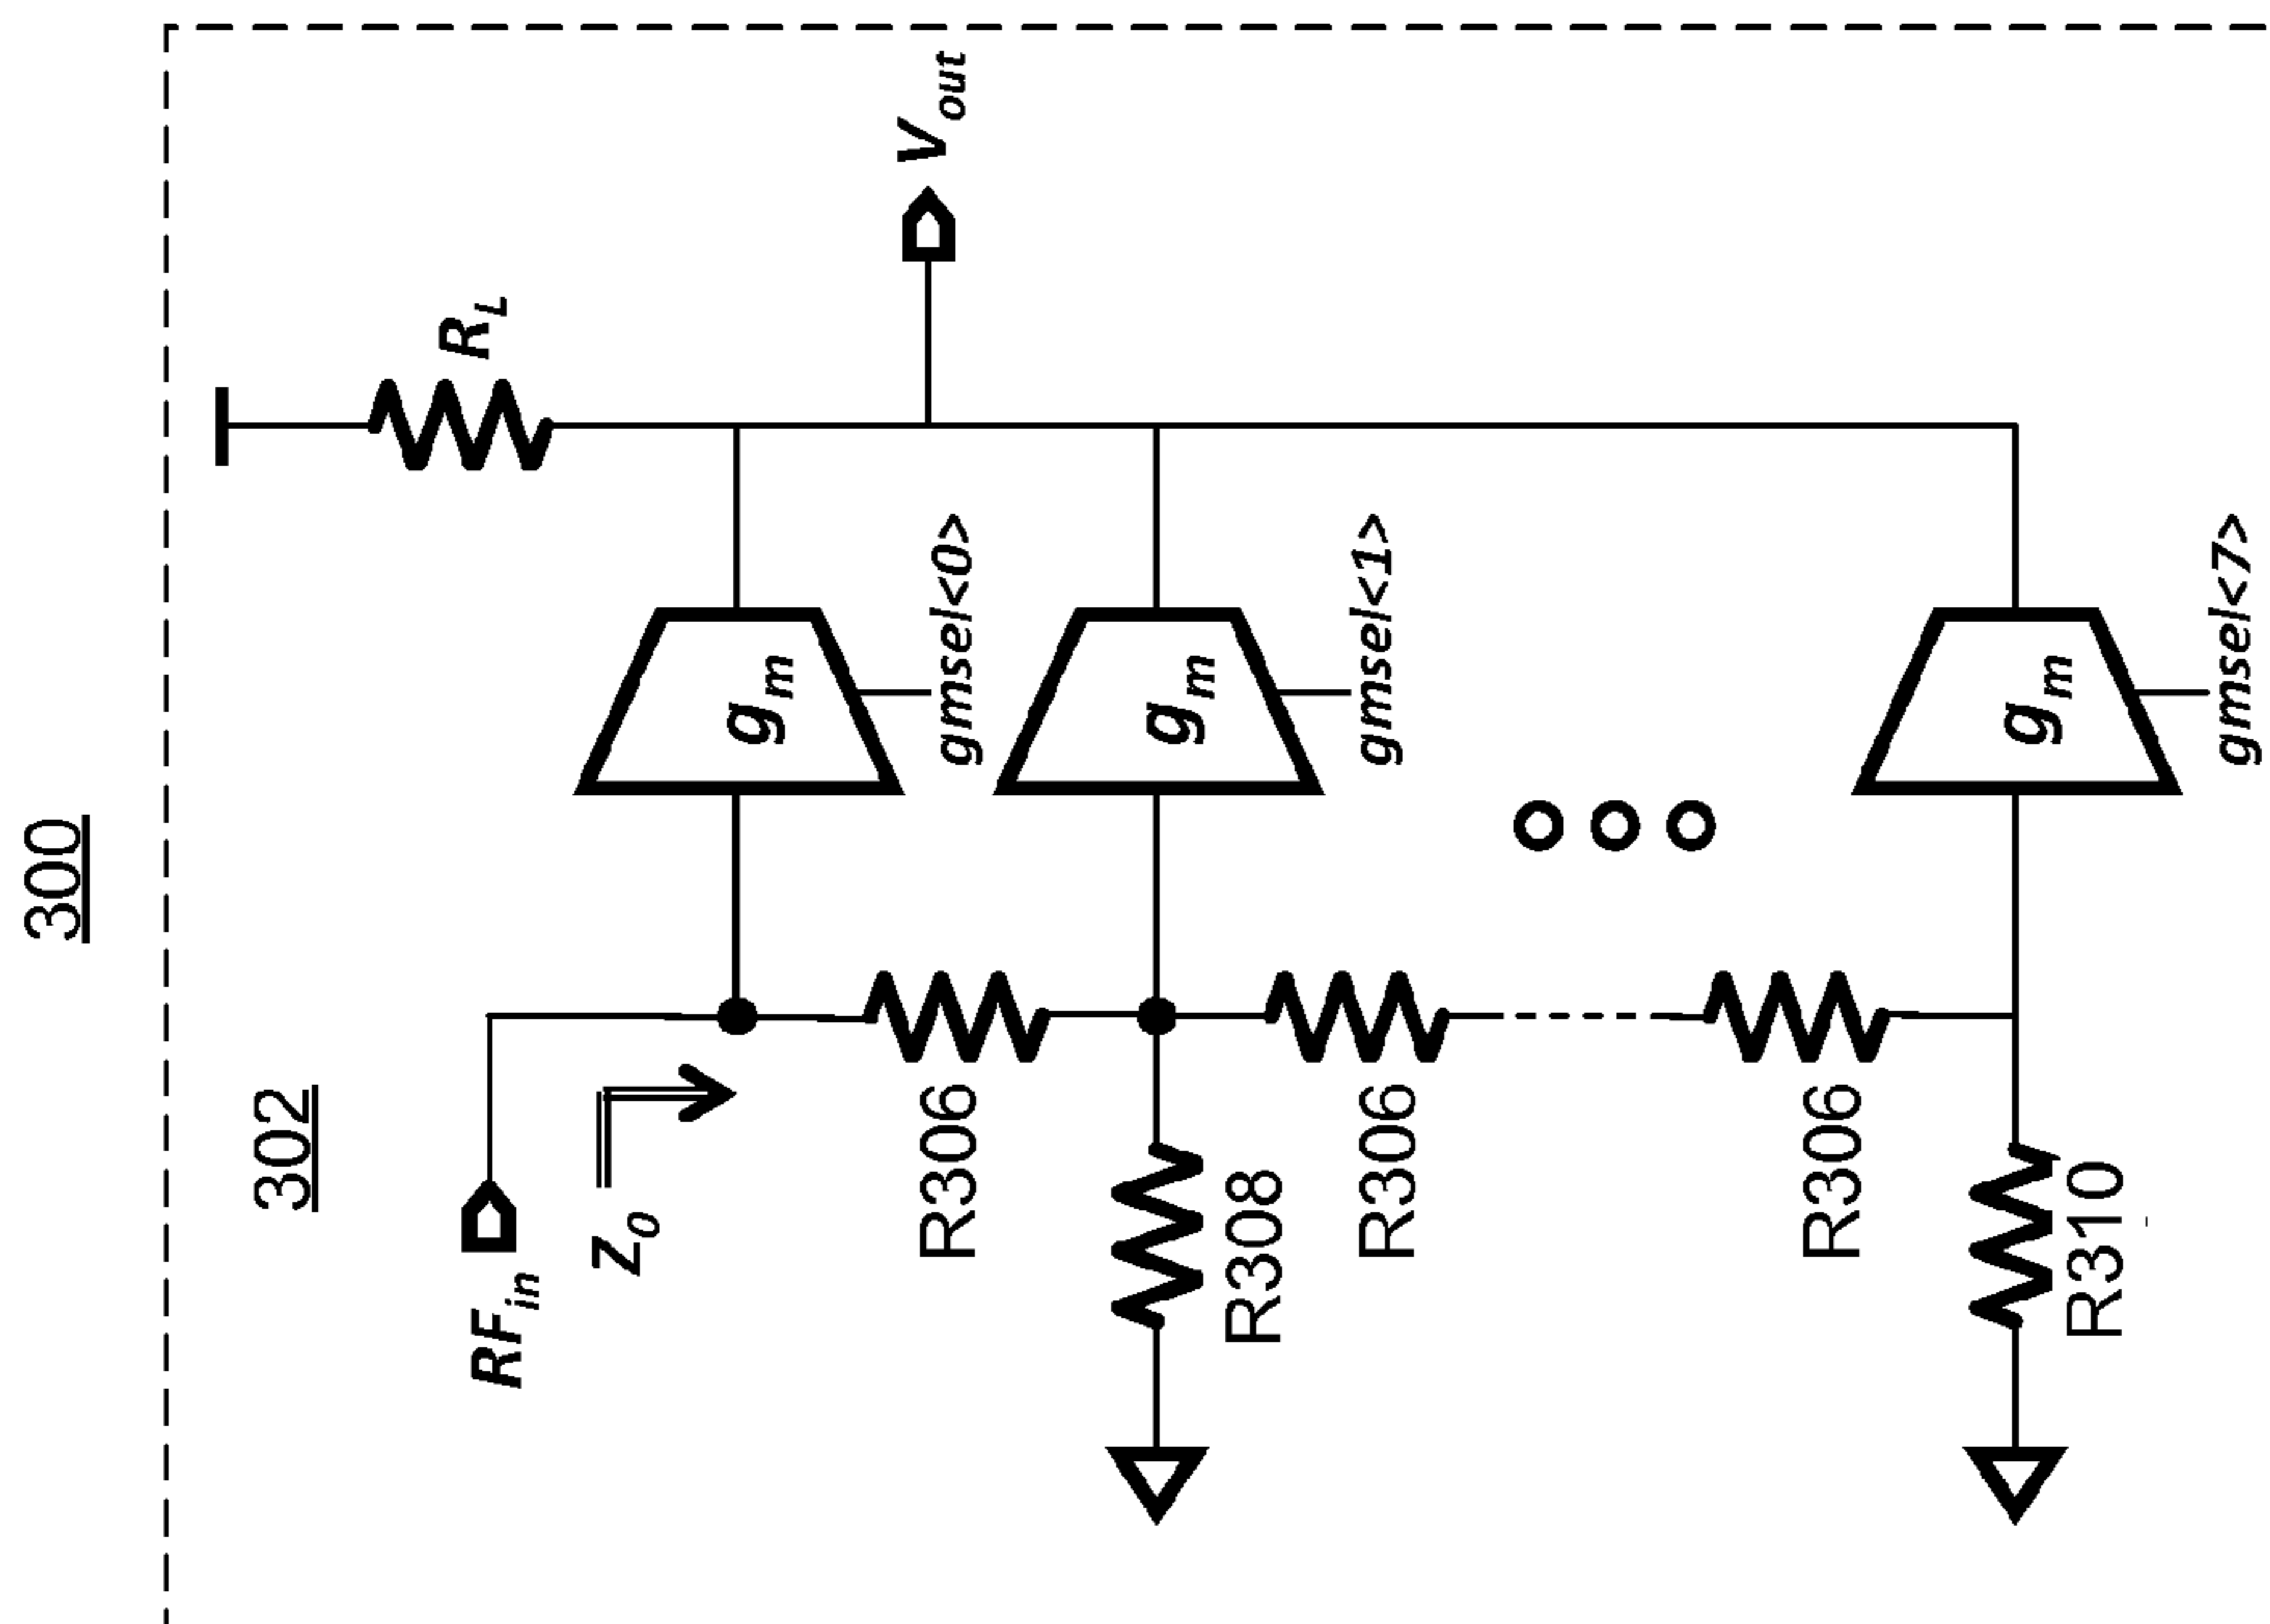 300
302
R_L
V_out
gmsel<0>
gmsel<1>
gmsel<7>
g_m
g_m
g_m
RF_in
Z_0
R306
R306
R306
R308
R310